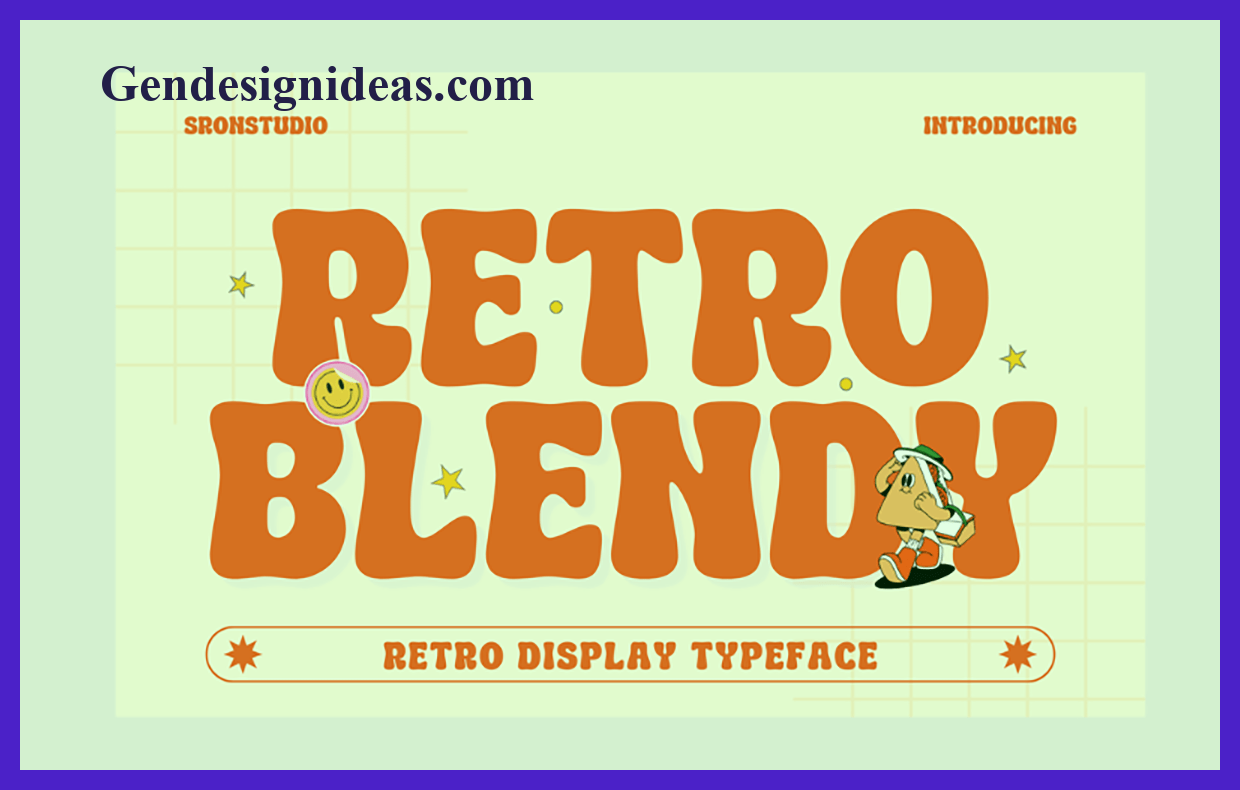 Gendesignideas.com
SRONSTUDIO
INTRODUCING
RETRO
BLENDY
RETRO DISPLAY TYPEFACE